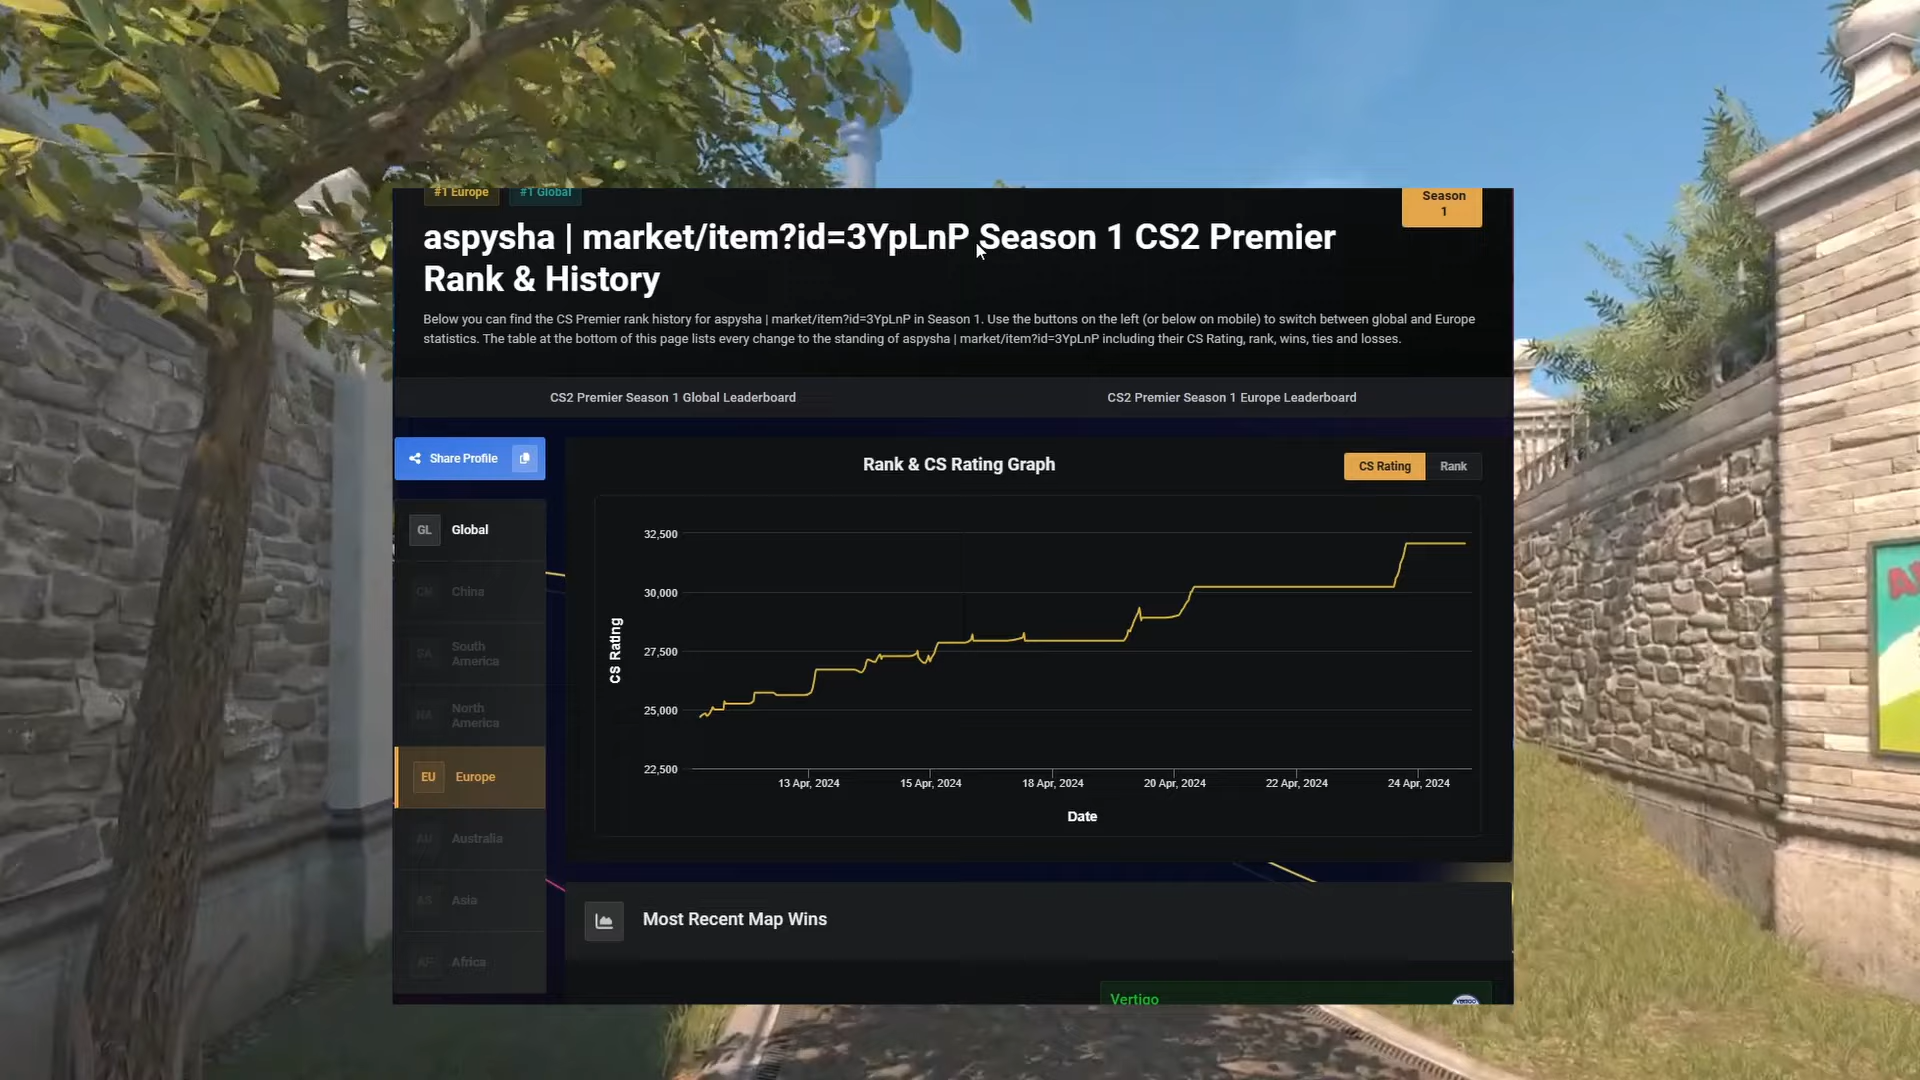 #1 Europe
#1 Global
Season
1
aspysha | market/item?id=3YpLnP Season 1 CS2 Premier
Rank & History
Below you can find the CS Premier rank history for aspysha | market/item?id=3YpLnP in Season 1. Use the buttons on the left (or below on mobile) to switch between global and Europe
statistics. The table at the bottom of this page lists every change to the standing of aspysha | market/item?id=3YpLnP including their CS Rating, rank, wins, ties and losses.
CS2 Premier Season 1 Global Leaderboard
CS2 Premier Season 1 Europe Leaderboard
Share Profile
GL Global
CN China
SA South
America
NA North
America
EU Europe
AU Australia
AS Asia
AF Africa
Rank & CS Rating Graph
CS Rating
Rank
32,500
30,000
27,500
25,000
22,500
CS Rating
13 Apr, 2024
15 Apr, 2024
18 Apr, 2024
20 Apr, 2024
22 Apr, 2024
24 Apr, 2024
Date
Most Recent Map Wins
Vertigo
VERTIGO